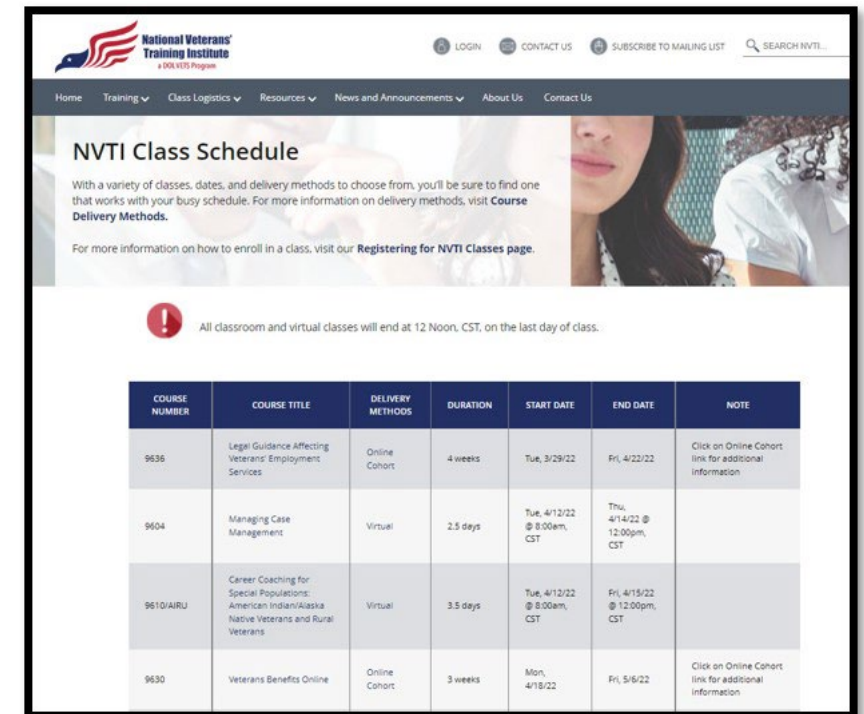 National Veterans'
Training Institute
a DOL VETS Program
LOGIN CONTACT US SUBSCRIBE TO MAILING LIST SEARCH NVTI...
Home Training Class Logistics Resources News and Announcements About Us Contact Us
NVTI Class Schedule
With a variety of classes, dates, and delivery methods to choose from, you'll be sure to find one
that works with your busy schedule. For more information on delivery methods, visit Course
Delivery Methods.
For more information on how to enroll in a class, visit our Registering for NVTI Classes page.
All classroom and virtual classes will end at 12 Noon, CST, on the last day of class.
COURSE NUMBER COURSE TITLE DELIVERY METHODS DURATION START DATE END DATE NOTE
9636 Legal Guidance Affecting Veterans' Employment Services Online Cohort 4 weeks Tue, 3/29/22 Fri, 4/22/22 Click on Online Cohort link for additional information
9604 Managing Case Management Virtual 2.5 days Tue, 4/12/22 @ 8:00am, CST Thu, 4/14/22 @ 12:00pm, CST
9610/AIRU Career Coaching for Special Populations: American Indian/Alaska Native Veterans and Rural Veterans Virtual 3.5 days Tue, 4/12/22 @ 8:00am, CST Fri, 4/15/22 @ 12:00pm, CST
9630 Veterans Benefits Online Online Cohort 3 weeks Mon, 4/18/22 Fri, 5/6/22 Click on Online Cohort link for additional information